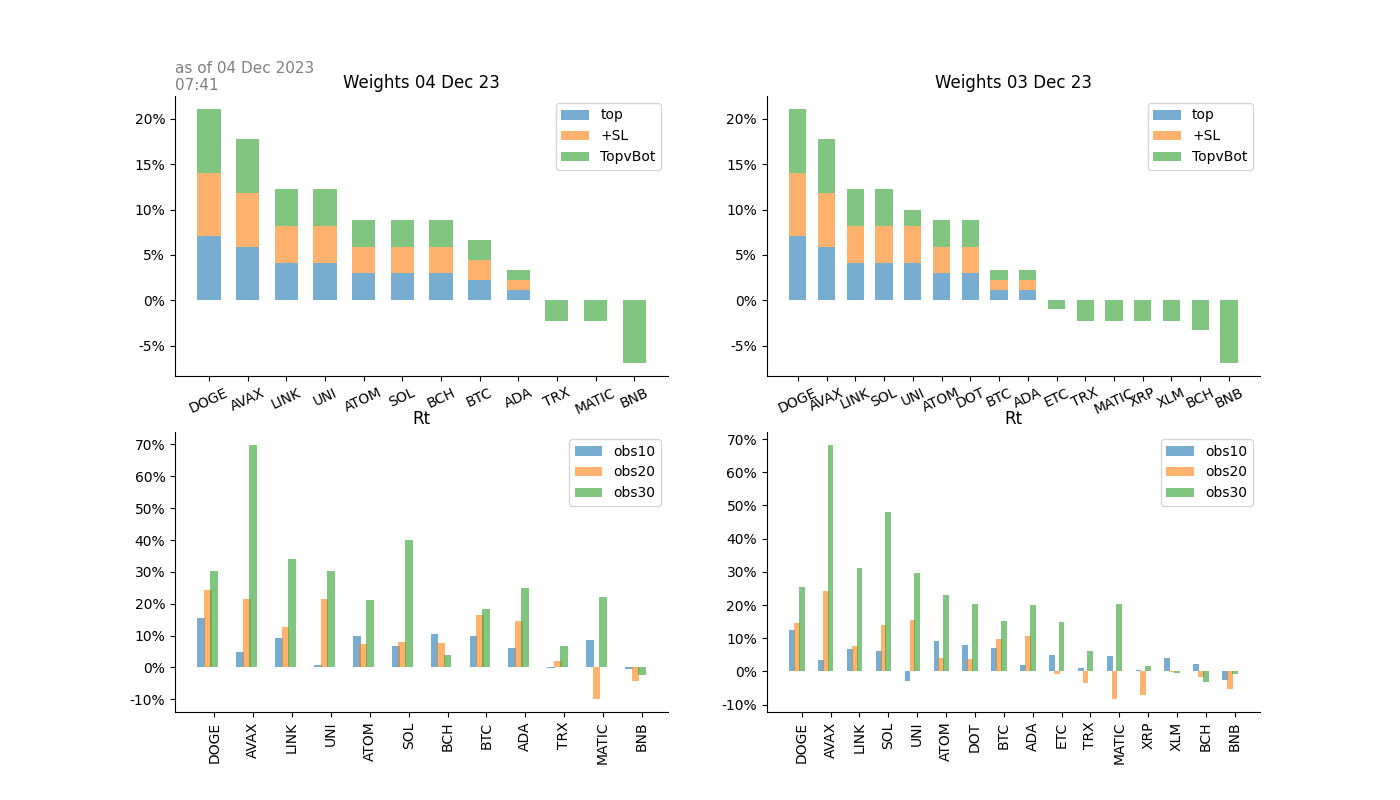 as of 04 Dec 2023
07:41
Weights 04 Dec 23
20%
15%
10%
5%
0%
-5%
top
+SL
TopvBot
DOGE AVAX LINK UNI ATOM SOL BCH BTC ADA TRX MATIC BNB
Weights 03 Dec 23
20%
15%
10%
5%
0%
-5%
top
+SL
TopvBot
DOGE AVAX LINK SOL UNI ATOM DOT BTC ADA ETC TRX MATIC XRP XLM BCH BNB
Rt
70%
60%
50%
40%
30%
20%
10%
0%
-10%
obs10
obs20
obs30
DOGE AVAX LINK UNI ATOM SOL BCH BTC ADA TRX MATIC BNB
Rt
70%
60%
50%
40%
30%
20%
10%
0%
-10%
obs10
obs20
obs30
DOGE AVAX LINK SOL UNI ATOM DOT BTC ADA ETC TRX MATIC XRP XLM BCH BNB